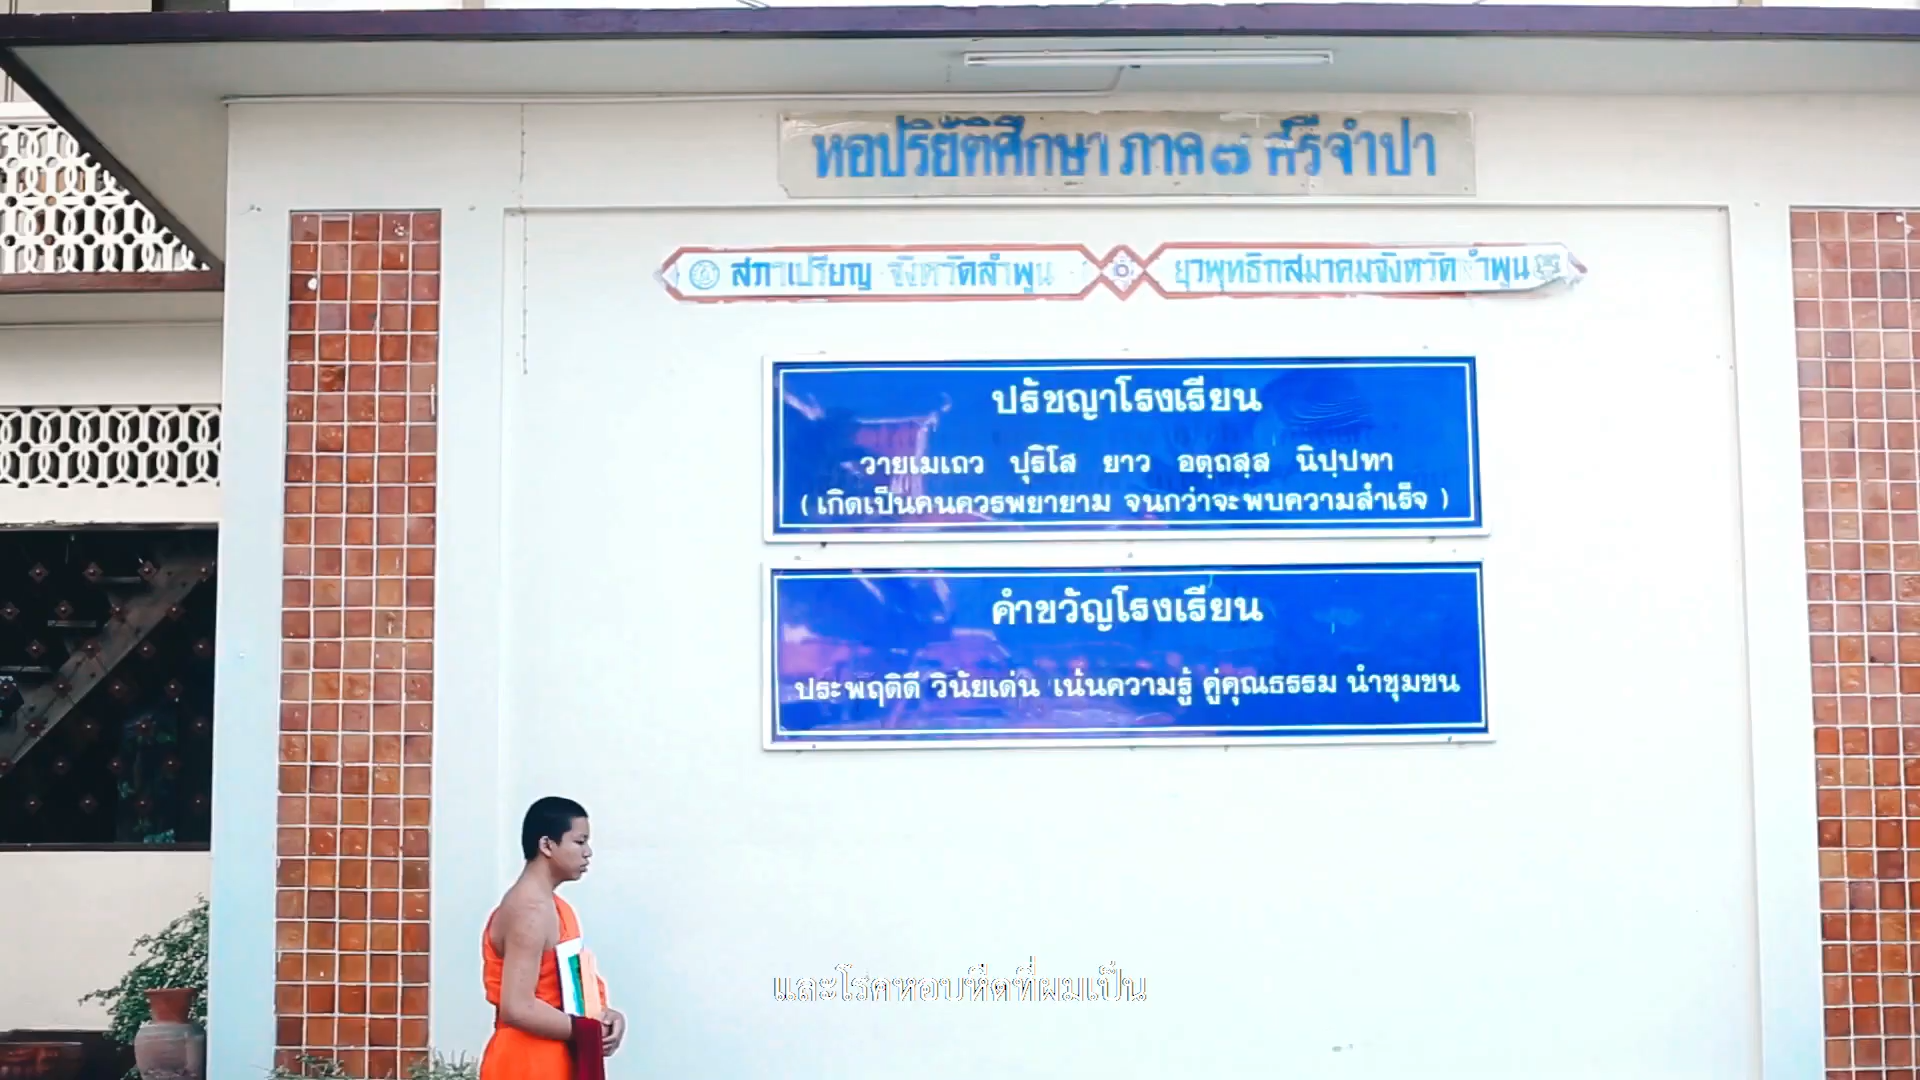 หอปริยัติศึกษา ภาค ๗ ศรีจำปา
สภาเปรียญ จังหวัดลำพูน ยุวพุทธิกสมาคมจังหวัดลำพูน
ปรัชญาโรงเรียน
วายเมเถว ปุริโส ยาว อตฺถสฺส นิปฺปทา
( เกิดเป็นคนควรพยายาม จนกว่าจะพบความสำเร็จ )
คำขวัญโรงเรียน
ประพฤติดี วินัยเด่น เน้นความรู้ คู่คุณธรรม นำชุมชน
และโรคหอบหืดที่ผมเป็น